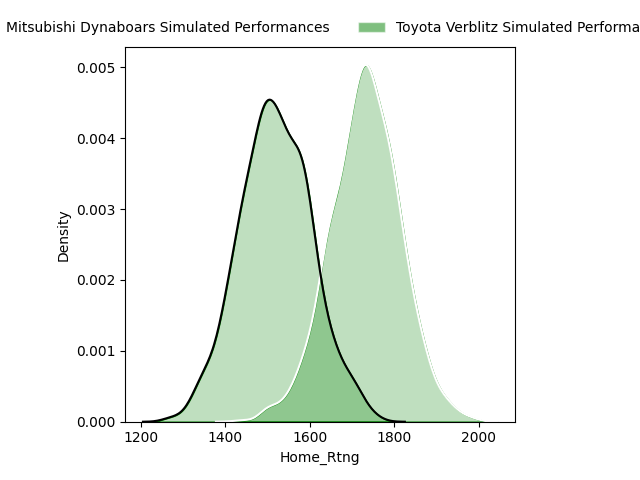 Mitsubishi Dynaboars Simulated Performances Toyota Verblitz Simulated Performa
0.005
0.004
0.003
0.002
0.001
0.000
Density
1200 1400 1600 1800 2000
Home_Rtng